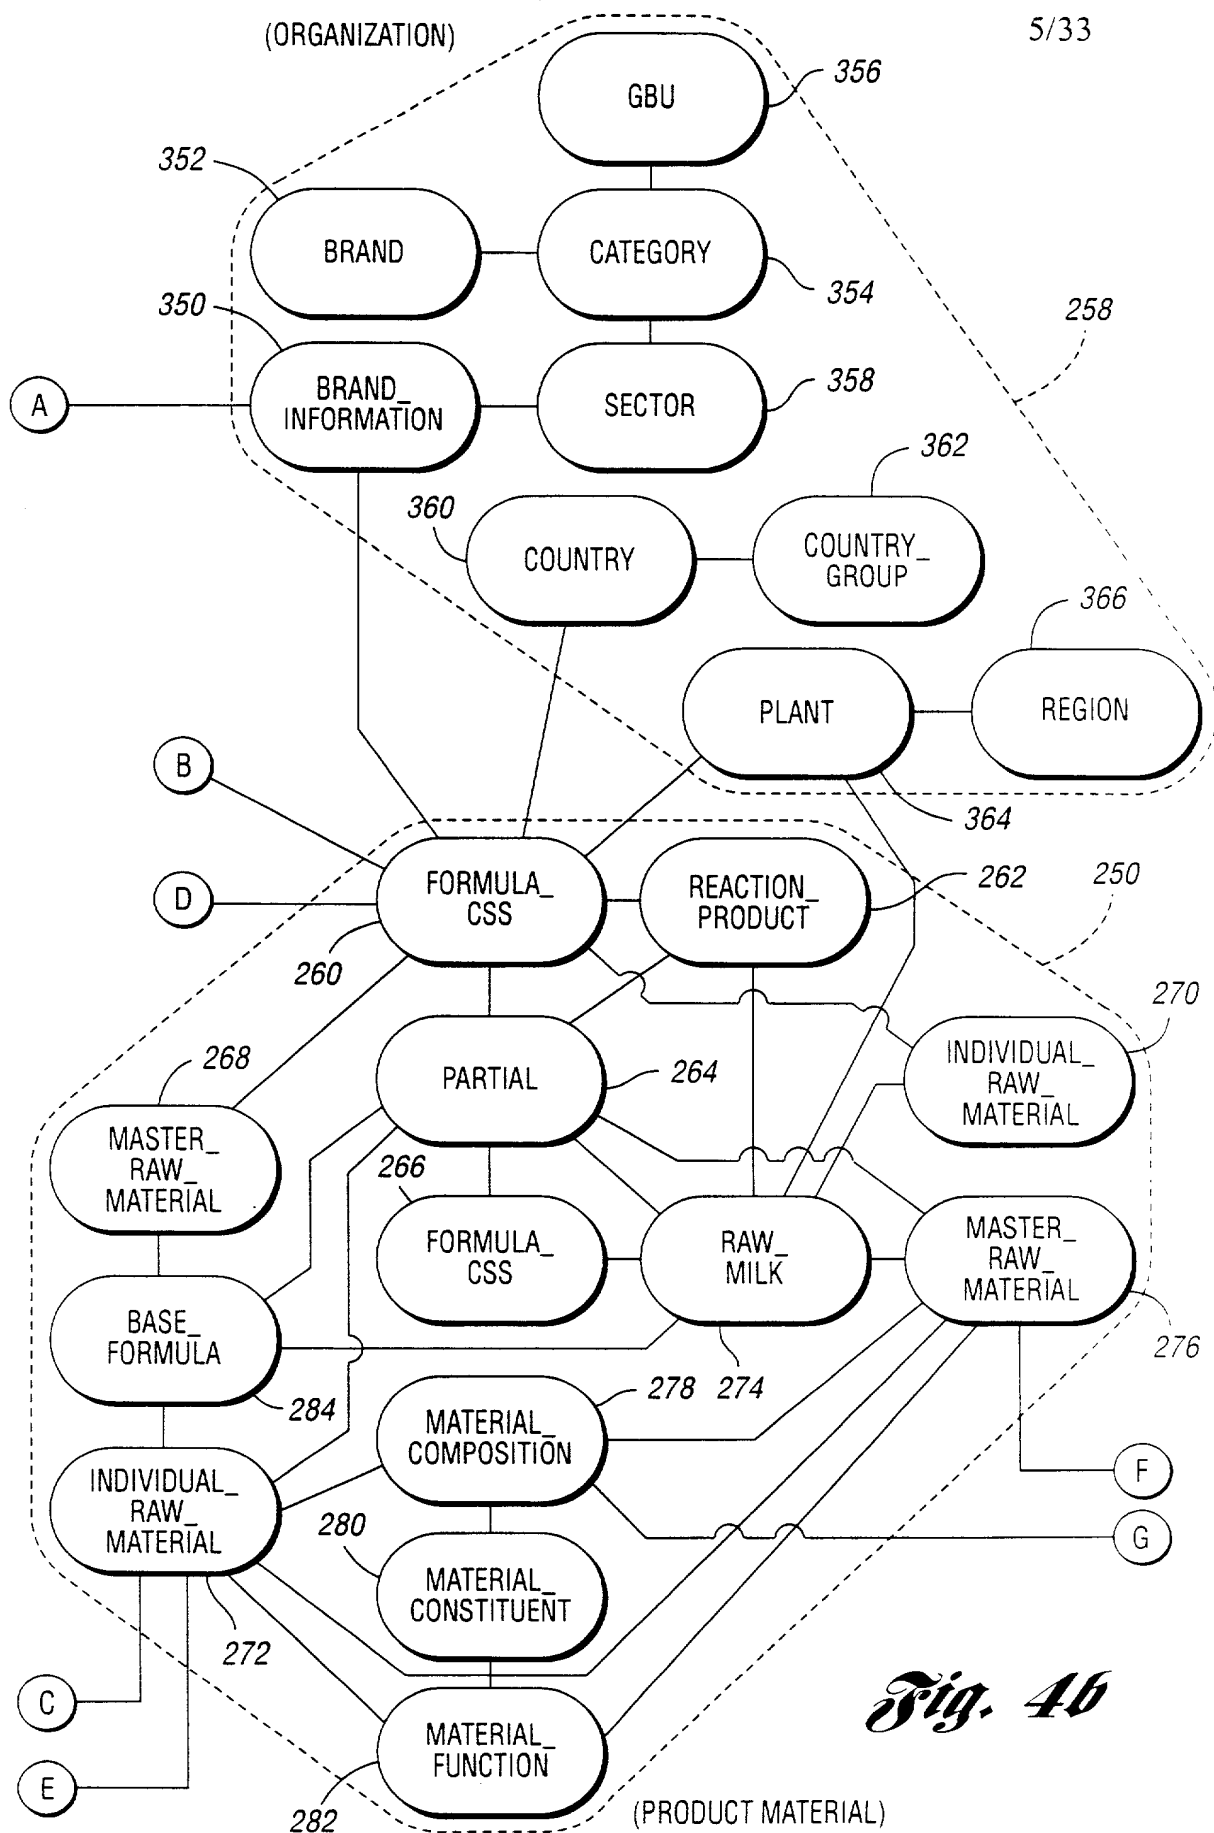 (ORGANIZATION)
5/33
GBU
356
352
BRAND
CATEGORY
354
350
258
A
BRAND_
INFORMATION
SECTOR
358
362
360
COUNTRY
COUNTRY_
GROUP
366
PLANT
REGION
B
364
FORMULA_
CSS
REACTION_
PRODUCT
262
250
D
260
270
268
PARTIAL
264
INDIVIDUAL_
RAW_
MATERIAL
MASTER_
RAW_
MATERIAL
266
FORMULA_
CSS
RAW_
MILK
MASTER_
RAW_
MATERIAL
BASE_
FORMULA
276
284
278
274
MATERIAL_
COMPOSITION
F
INDIVIDUAL_
RAW_
MATERIAL
280
G
MATERIAL_
CONSTITUENT
272
C
Fig. 4b
MATERIAL_
FUNCTION
E
282
(PRODUCT MATERIAL)